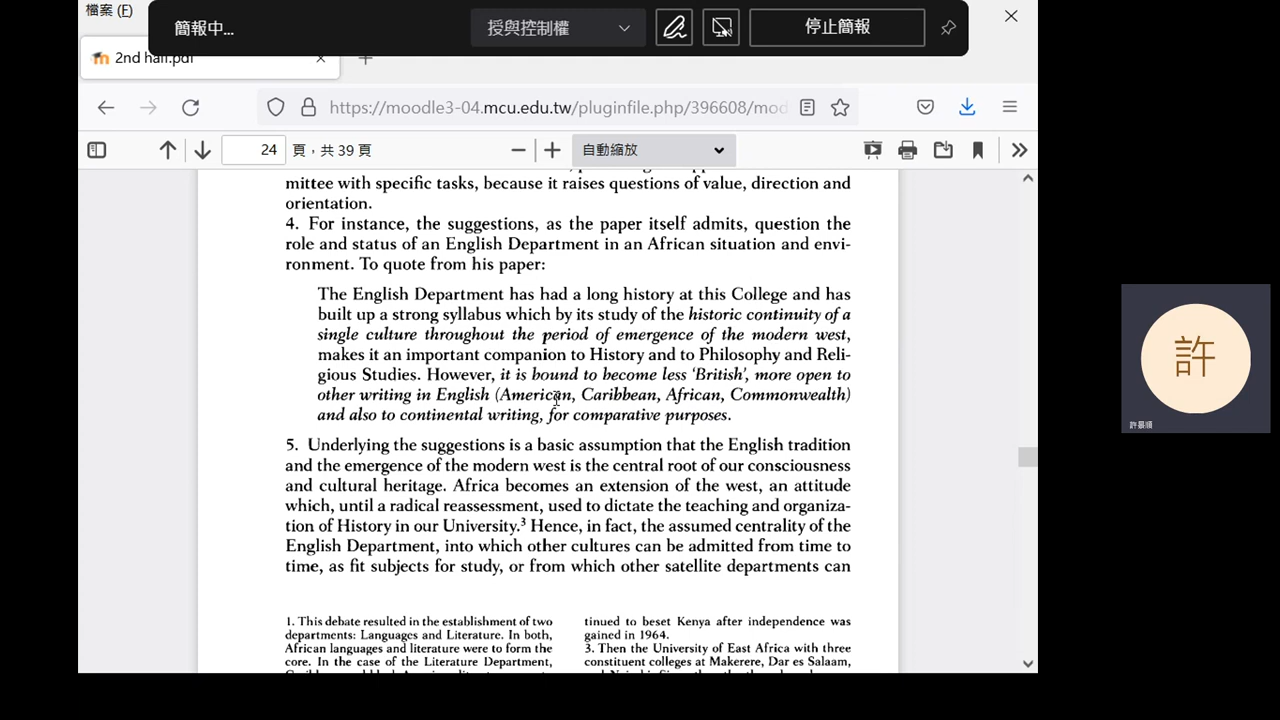 檔案 (F)
簡報中...
授與控制權
停止簡報
2nd half.pdf
https://moodle3-04.mcu.edu.tw/pluginfile.php/396608/mod
24 頁，共 39 頁
自動縮放
mittee with specific tasks, because it raises questions of value, direction and
orientation.
4. For instance, the suggestions, as the paper itself admits, question the
role and status of an English Department in an African situation and envi-
ronment. To quote from his paper:
The English Department has had a long history at this College and has
built up a strong syllabus which by its study of the historic continuity of a
single culture throughout the period of emergence of the modern west,
makes it an important companion to History and to Philosophy and Reli-
gious Studies. However, it is bound to become less ‘British’, more open to
other writing in English (American, Caribbean, African, Commonwealth)
and also to continental writing, for comparative purposes.
5. Underlying the suggestions is a basic assumption that the English tradition
and the emergence of the modern west is the central root of our consciousness
and cultural heritage. Africa becomes an extension of the west, an attitude
which, until a radical reassessment, used to dictate the teaching and organiza-
tion of History in our University.³ Hence, in fact, the assumed centrality of the
English Department, into which other cultures can be admitted from time to
time, as fit subjects for study, or from which other satellite departments can
1. This debate resulted in the establishment of two
departments: Languages and Literature. In both,
African languages and literature were to form the
core. In the case of the Literature Department,
tinued to beset Kenya after independence was
gained in 1964.
3. Then the University of East Africa with three
constituent colleges at Makerere, Dar es Salaam,
許
許景順